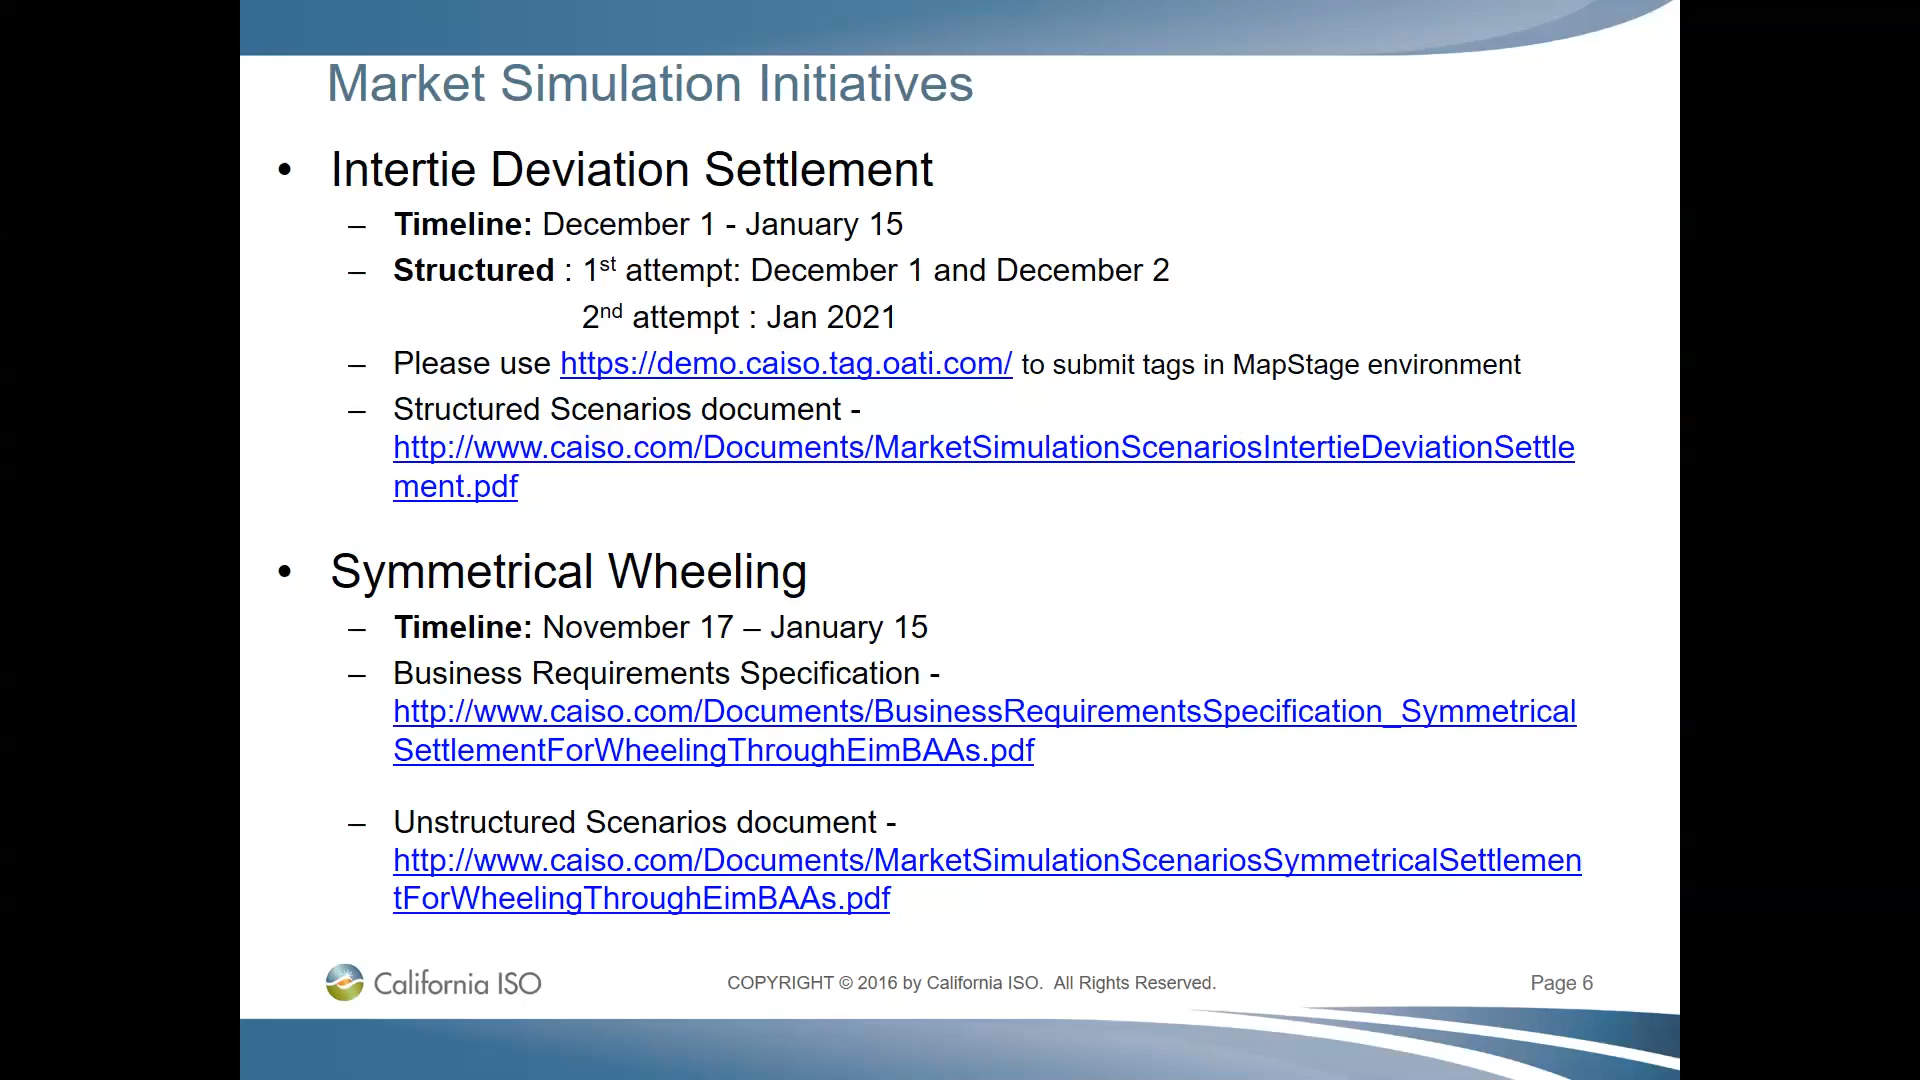 Market Simulation Initiatives
• Intertie Deviation Settlement
– Timeline: December 1 - January 15
– Structured : 1st attempt: December 1 and December 2
2nd attempt : Jan 2021
– Please use https://demo.caiso.tag.oati.com/ to submit tags in MapStage environment
– Structured Scenarios document -
http://www.caiso.com/Documents/MarketSimulationScenariosIntertieDeviationSettle
ment.pdf
• Symmetrical Wheeling
– Timeline: November 17 – January 15
– Business Requirements Specification -
http://www.caiso.com/Documents/BusinessRequirementsSpecification_Symmetrical
SettlementForWheelingThroughEimBAAs.pdf
– Unstructured Scenarios document -
http://www.caiso.com/Documents/MarketSimulationScenariosSymmetricalSettlemen
tForWheelingThroughEimBAAs.pdf
California ISO
COPYRIGHT © 2016 by California ISO. All Rights Reserved.
Page 6